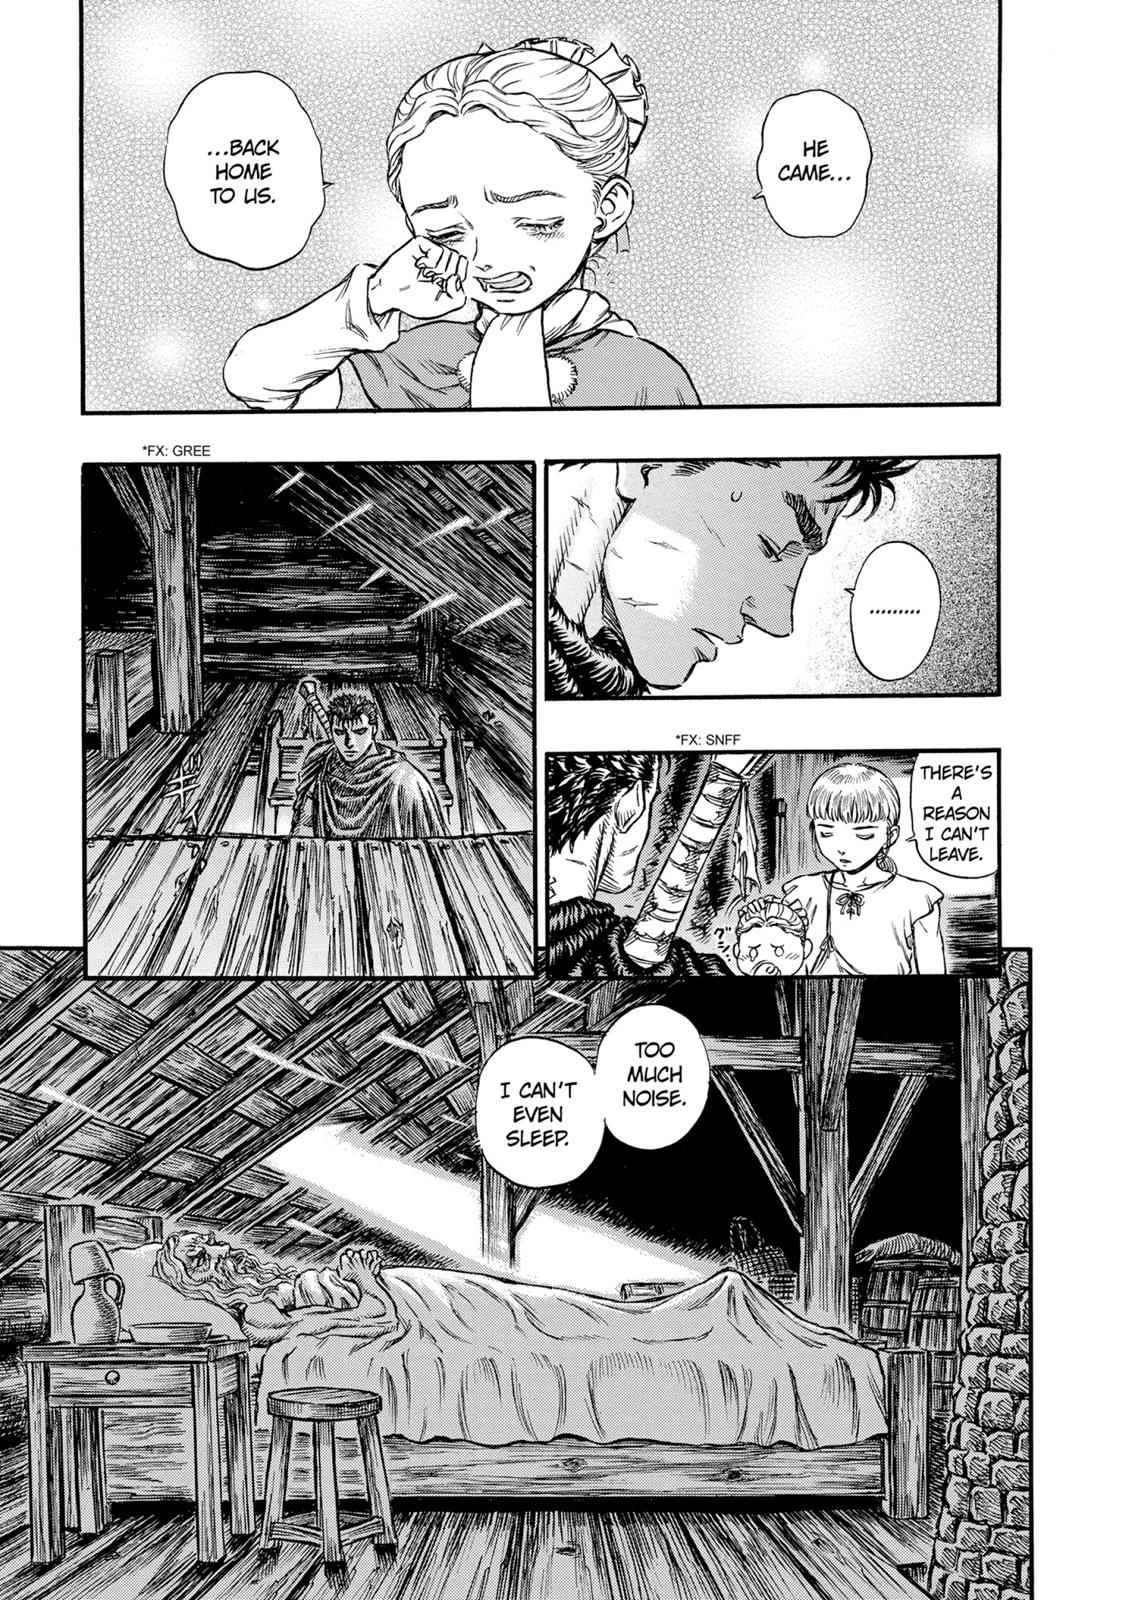 HE
CAME...
...BACK
HOME
TO US.
*FX: GREE
.........
*FX: SNFF
THERE'S
A
REASON
I CAN'T
LEAVE.
TOO
MUCH
NOISE.
I CAN'T
EVEN
SLEEP.